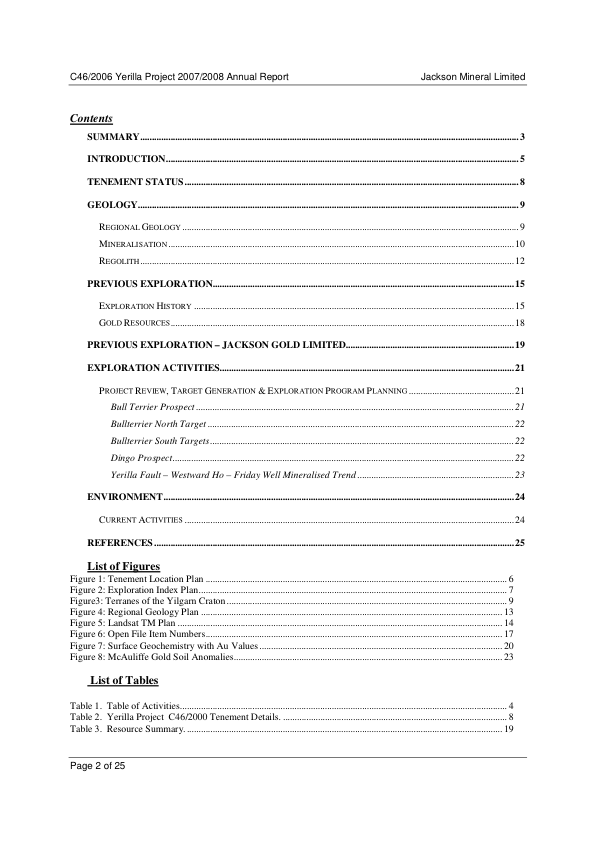 C46/2006 Yerilla Project 2007/2008 Annual Report Jackson Mineral Limited
Contents
SUMMARY 3
INTRODUCTION 5
TENEMENT STATUS 8
GEOLOGY 9
REGIONAL GEOLOGY 9
MINERALISATION 10
REGOLITH 12
PREVIOUS EXPLORATION 15
EXPLORATION HISTORY 15
GOLD RESOURCES 18
PREVIOUS EXPLORATION – JACKSON GOLD LIMITED 19
EXPLORATION ACTIVITIES 21
PROJECT REVIEW, TARGET GENERATION & EXPLORATION PROGRAM PLANNING 21
Bull Terrier Prospect 21
Bullterrier North Target 22
Bullterrier South Targets 22
Dingo Prospect 22
Yerilla Fault – Westward Ho – Friday Well Mineralised Trend 23
ENVIRONMENT 24
CURRENT ACTIVITIES 24
REFERENCES 25
List of Figures
Figure 1: Tenement Location Plan 6
Figure 2: Exploration Index Plan 7
Figure3: Terranes of the Yilgarn Craton 9
Figure 4: Regional Geology Plan 13
Figure 5: Landsat TM Plan 14
Figure 6: Open File Item Numbers 17
Figure 7: Surface Geochemistry with Au Values 20
Figure 8: McAuliffe Gold Soil Anomalies 23
List of Tables
Table 1. Table of Activities 4
Table 2. Yerilla Project C46/2000 Tenement Details. 8
Table 3. Resource Summary. 19
Page 2 of 25